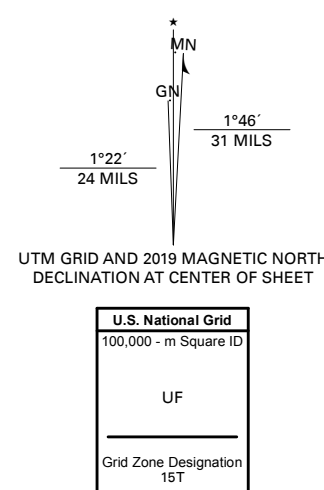 ★
MN
GN
1°46´
31 MILS
1°22´
24 MILS
UTM GRID AND 2019 MAGNETIC NORTH
DECLINATION AT CENTER OF SHEET
U.S. National Grid
100,000 - m Square ID
UF
Grid Zone Designation
15T